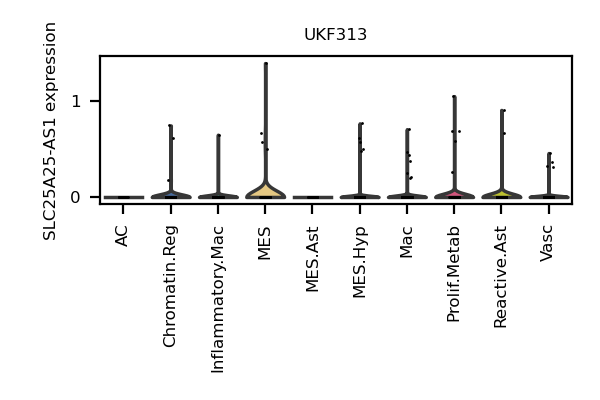 UKF313
SLC25A25-AS1 expression
1
0
AC
Chromatin.Reg
Inflammatory.Mac
MES
MES.Ast
MES.Hyp
Mac
Prolif.Metab
Reactive.Ast
Vasc